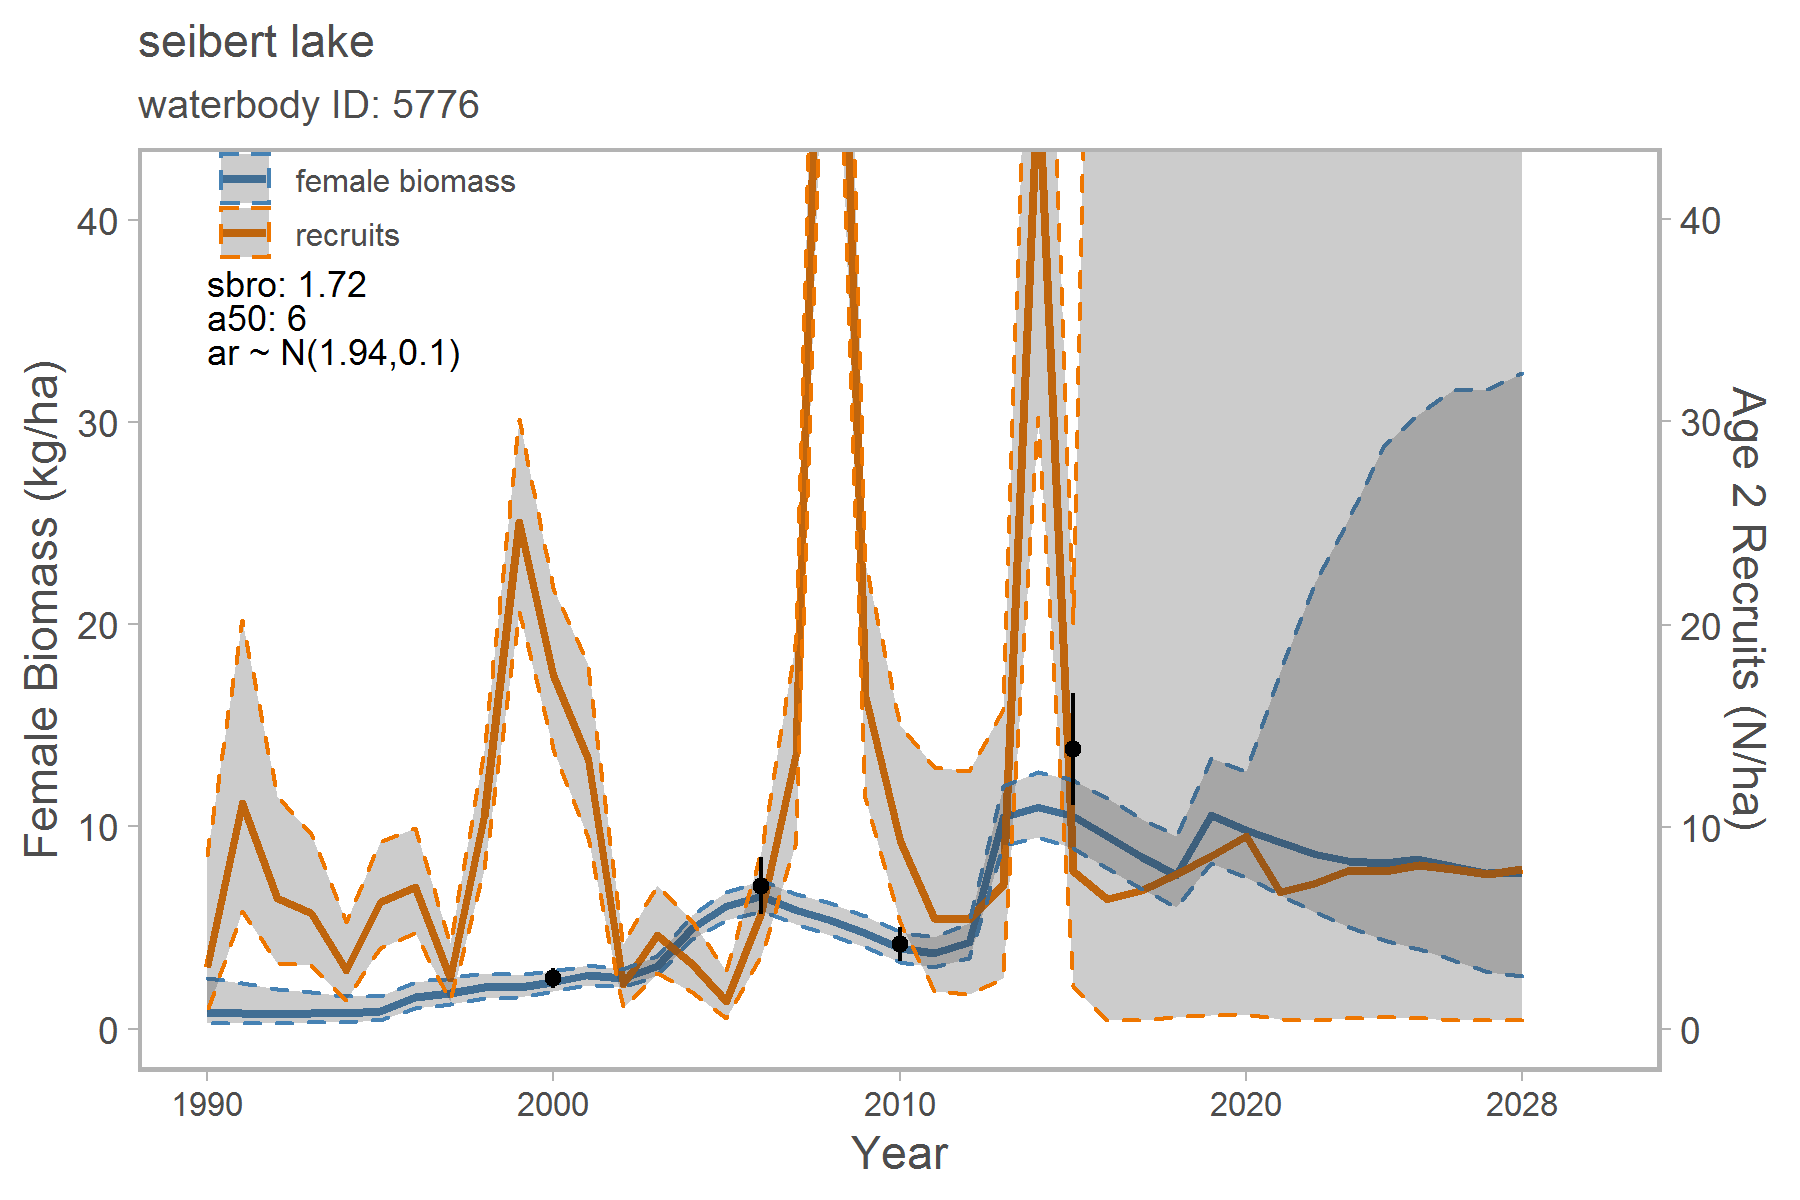 seibert lake
waterbody ID: 5776
female biomass
recruits
sbro: 1.72
a50: 6
ar ~ N(1.94,0.1)
Female Biomass (kg/ha)
40
30
20
10
0
40
30
20
10
0
Age 2 Recruits (N/ha)
1990
2000
2010
2020
2028
Year